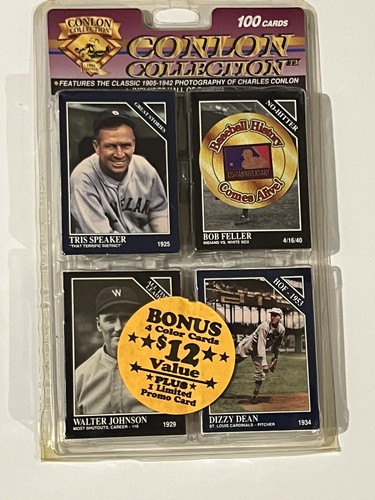 CONLON
COLLECTION
1994
100 CARDS
CONLON
COLLECTION™
•FEATURES THE CLASSIC 1905-1942 PHOTOGRAPHY OF CHARLES CONLON
GREAT STORIES
TRIS SPEAKER
"THAT TERRIFIC INSTINCT"
1925
NO-HITTER
Baseball History
125th ANNIVERSARY
Comes Alive!
BOB FELLER
INDIANS VS. WHITE SOX
4/16/40
W
WALTER JOHNSON
MOST SHUTOUTS, CAREER - 110
1929
BONUS
4 Color Cards
$12
Value
PLUS
1 Limited
Promo Card
HOF - 1953
DIZZY DEAN
ST. LOUIS CARDINALS - PITCHER
1934